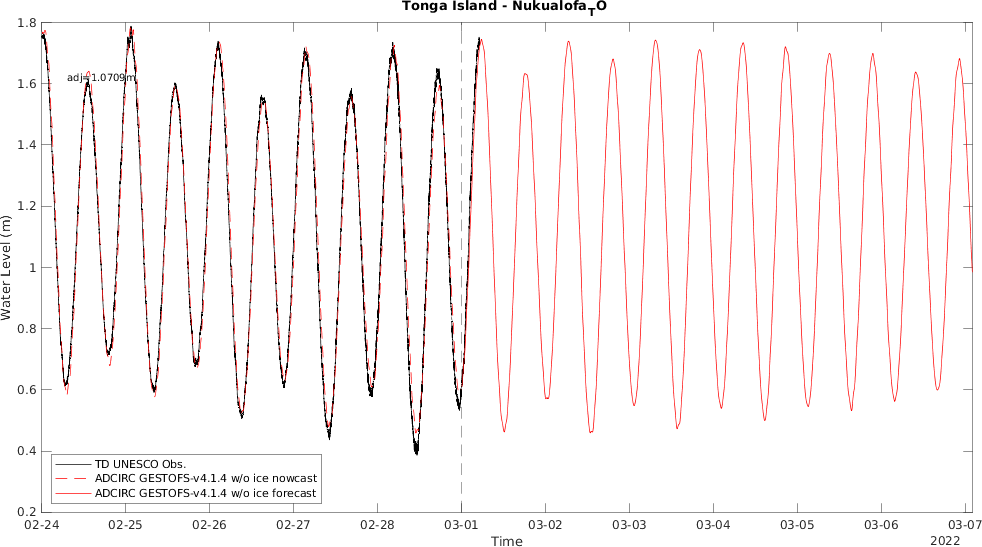 Tonga Island - Nukualofa_TO
1.8
1.6
1.4
1.2
1
0.8
0.6
0.4
0.2
Water Level (m)
adj=1.0709m
TD UNESCO Obs.
ADCIRC GESTOFS-v4.1.4 w/o ice nowcast
ADCIRC GESTOFS-v4.1.4 w/o ice forecast
02-24 02-25 02-26 02-27 02-28 03-01 03-02 03-03 03-04 03-05 03-06 03-07
Time
2022